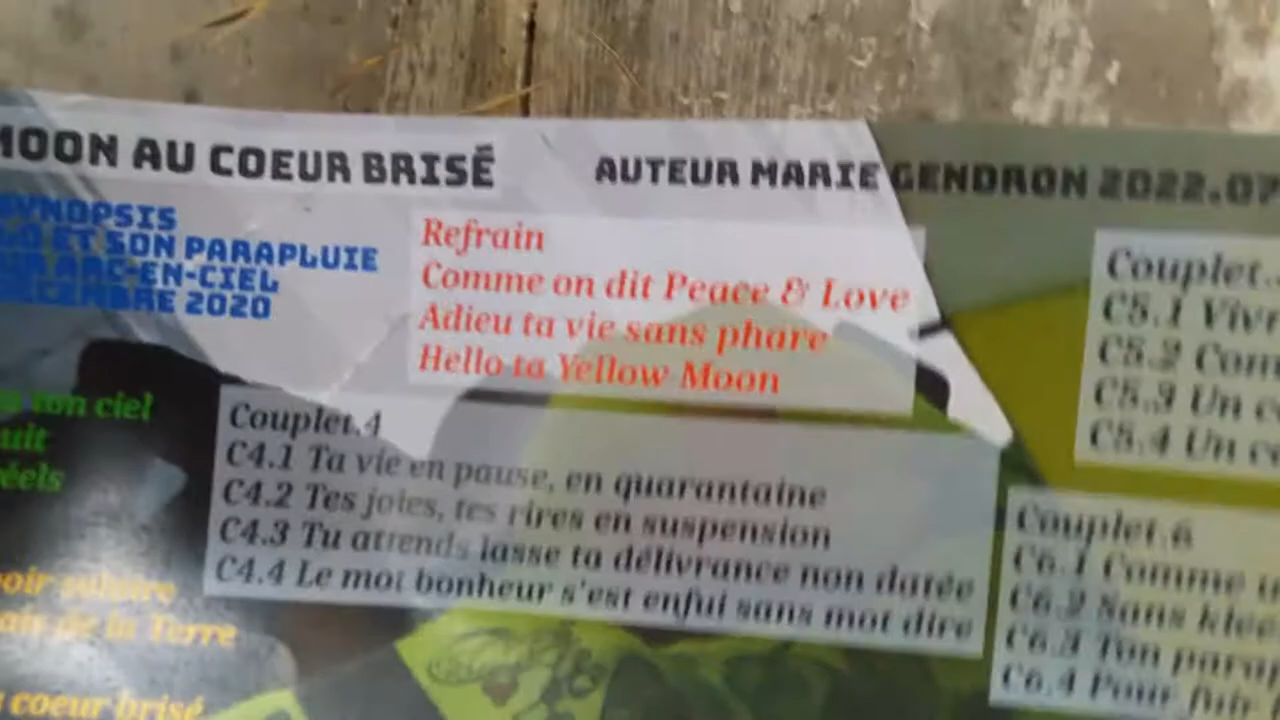 MOON AU COEUR BRISÉ
AUTEUR MARIE GENDRON 2022.07
SYNOPSIS
ET SON PARAPLUIE
ARC-EN-CIEL
DÉCEMBRE 2020
Refrain
Comme on dit Peace & Love
Adieu ta vie sans phare
Hello ta Yellow Moon
ton ciel
Couplet.4
C4.1 Ta vie en pause, en quarantaine
C4.2 Tes joies, tes rires en suspension
C4.3 Tu attends lasse ta délivrance non datée
C4.4 Le mot bonheur s'est enfui sans mot dire
de la Terre
coeur brisé
Couplet.
C5.1
C5.2
C5.3 Un
C5.4 Un
Couplet.6
C6.1 Comme
C6.2 Sans
C6.3 Ton
C6.4 Pour fuir